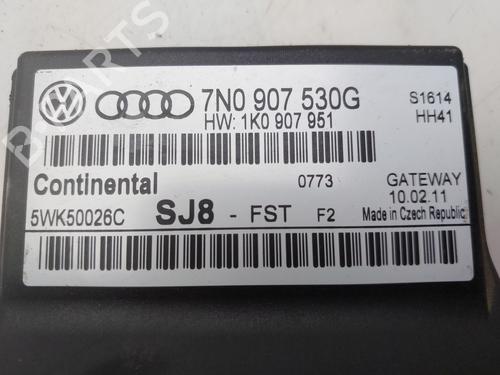 7N0 907 530G
S1614
HW: 1K0 907 951
HH41
Continental
0773
GATEWAY
10.02.11
5WK50026C SJ8 - FST F2
Made in Czech Republic